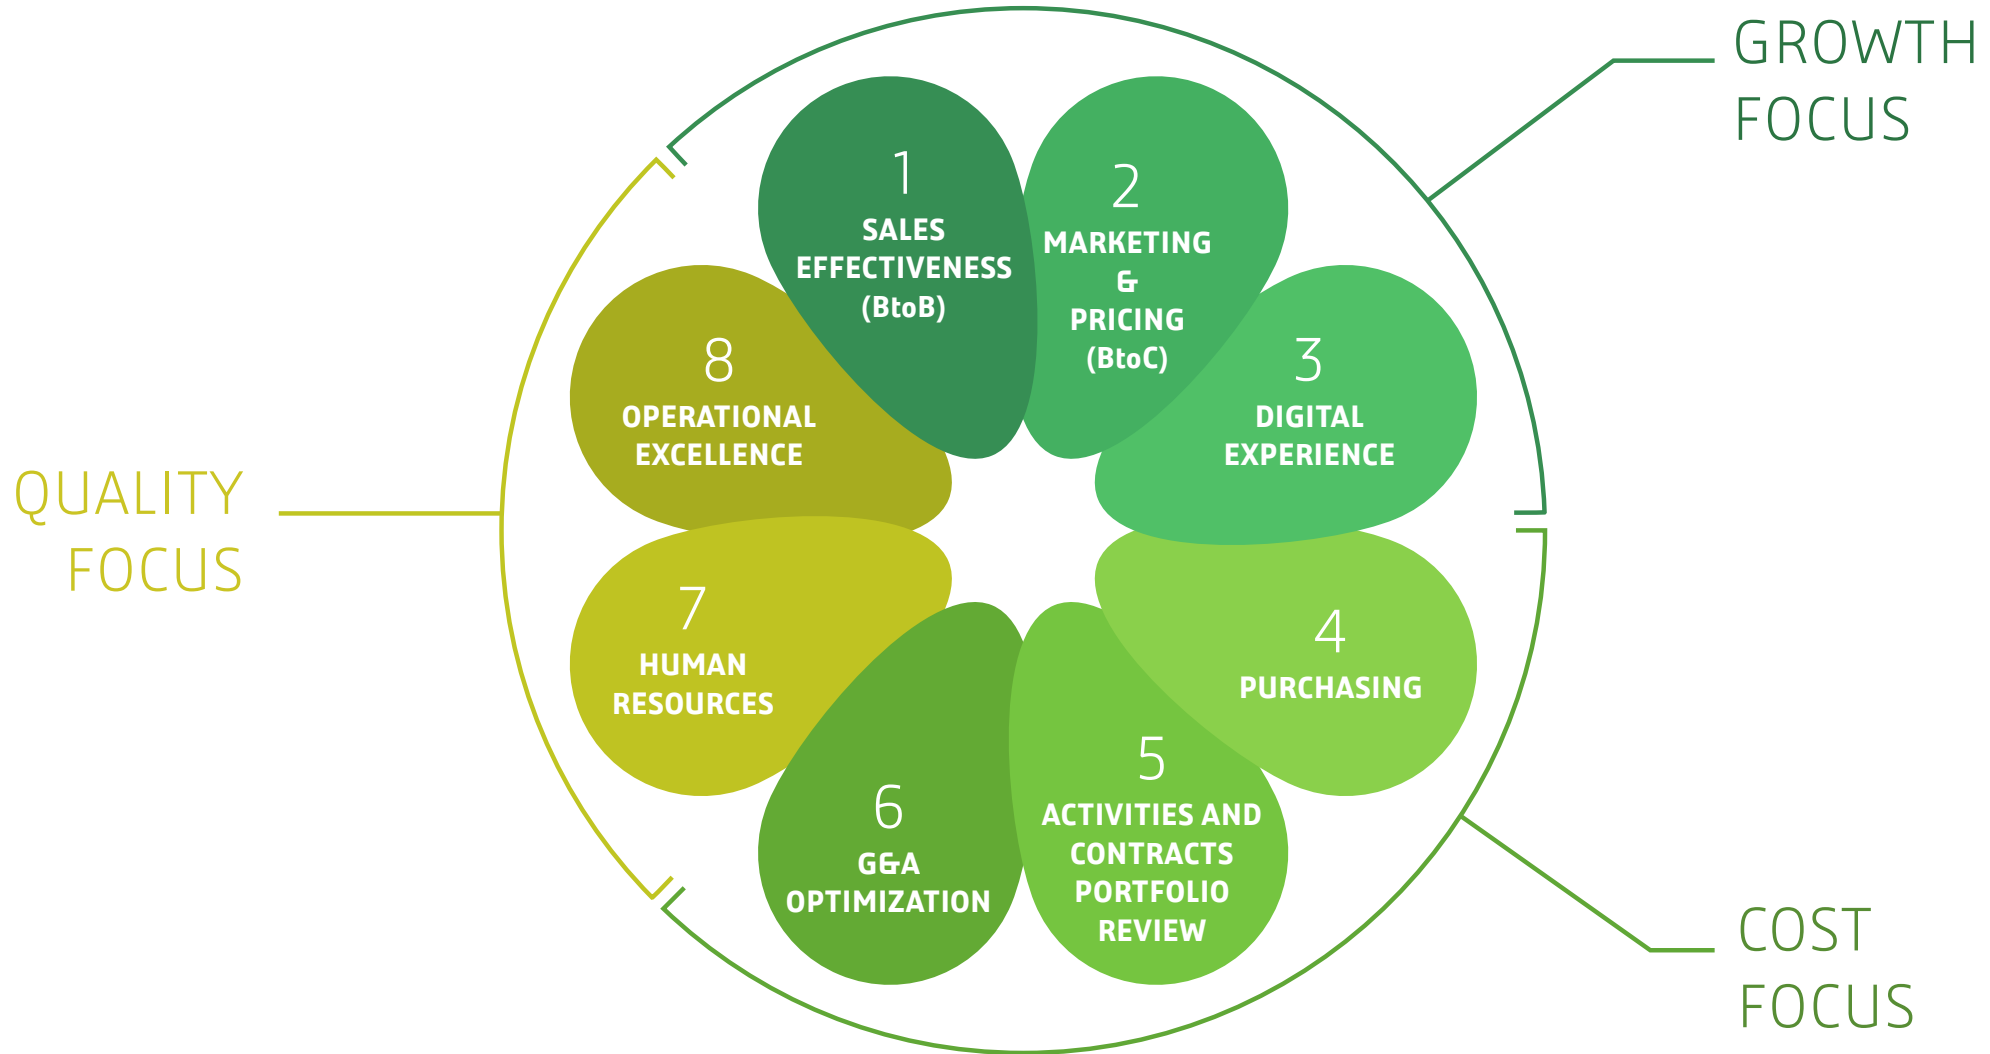 GROWTH
FOCUS
1
SALES
EFFECTIVENESS
(BtoB)
2
MARKETING
&
PRICING
(BtoC)
3
DIGITAL
EXPERIENCE
4
PURCHASING
5
ACTIVITIES AND
CONTRACTS
PORTFOLIO
REVIEW
6
G&A
OPTIMIZATION
7
HUMAN
RESOURCES
8
OPERATIONAL
EXCELLENCE
QUALITY
FOCUS
COST
FOCUS